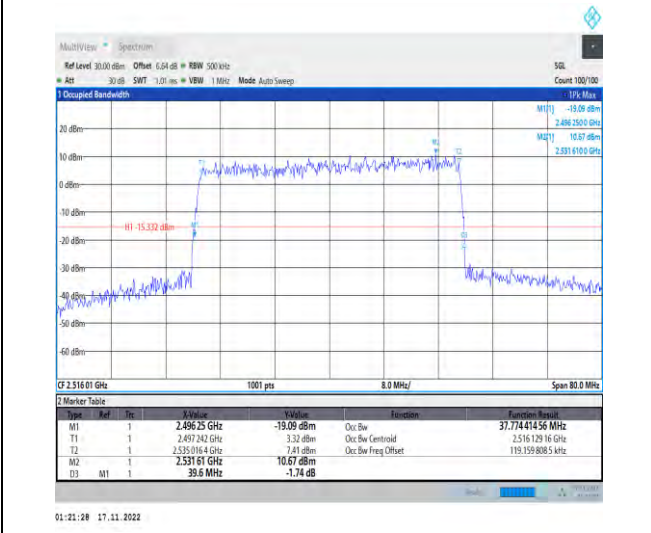 MultiView Spectrum
Ref Level 30.00 dBm Offset 6.64 dB RBW 500 kHz SGL
Att 30 dB SWT 1.01 ms VBW 1 MHz Mode Auto Sweep Count 100/100
1 Occupied Bandwidth 1Pk Max
M1[1] -19.09 dBm
2.496 2500 GHz
M2[1] 10.67 dBm
2.531 6100 GHz
20 dBm
10 dBm
0 dBm
-10 dBm
H1 -15.332 dBm
-20 dBm
-30 dBm
-40 dBm
-50 dBm
-60 dBm
CF 2.516 01 GHz 1001 pts 8.0 MHz/ Span 80.0 MHz
2 Marker Table
Type Ref Trc X-Value Y-Value Function Function Result
M1 1 2.496 25 GHz -19.09 dBm Occ Bw 37.774 414 56 MHz
T1 1 2.497 242 GHz 3.32 dBm Occ Bw Centroid 2.516 129 16 GHz
T2 1 2.535 016 4 GHz 7.41 dBm Occ Bw Freq Offset 119.159 808 5 kHz
M2 1 2.531 61 GHz 10.67 dBm
D3 M1 1 39.6 MHz -1.74 dB
01:21:28 17.11.2022